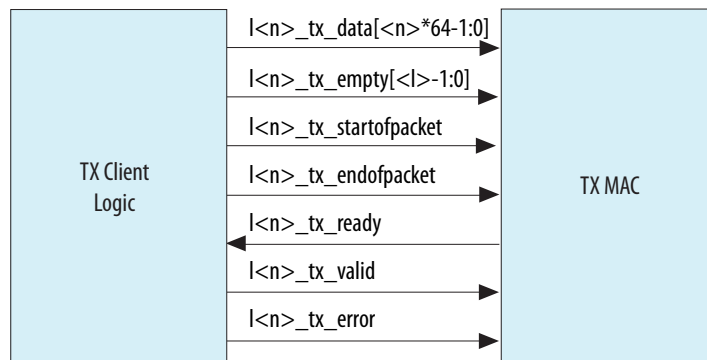 l<n>_tx_data[<n>*64-1:0]
l<n>_tx_empty[<l>-1:0]
l<n>_tx_startofpacket
l<n>_tx_endofpacket
l<n>_tx_ready
l<n>_tx_valid
l<n>_tx_error
TX Client
Logic
TX MAC